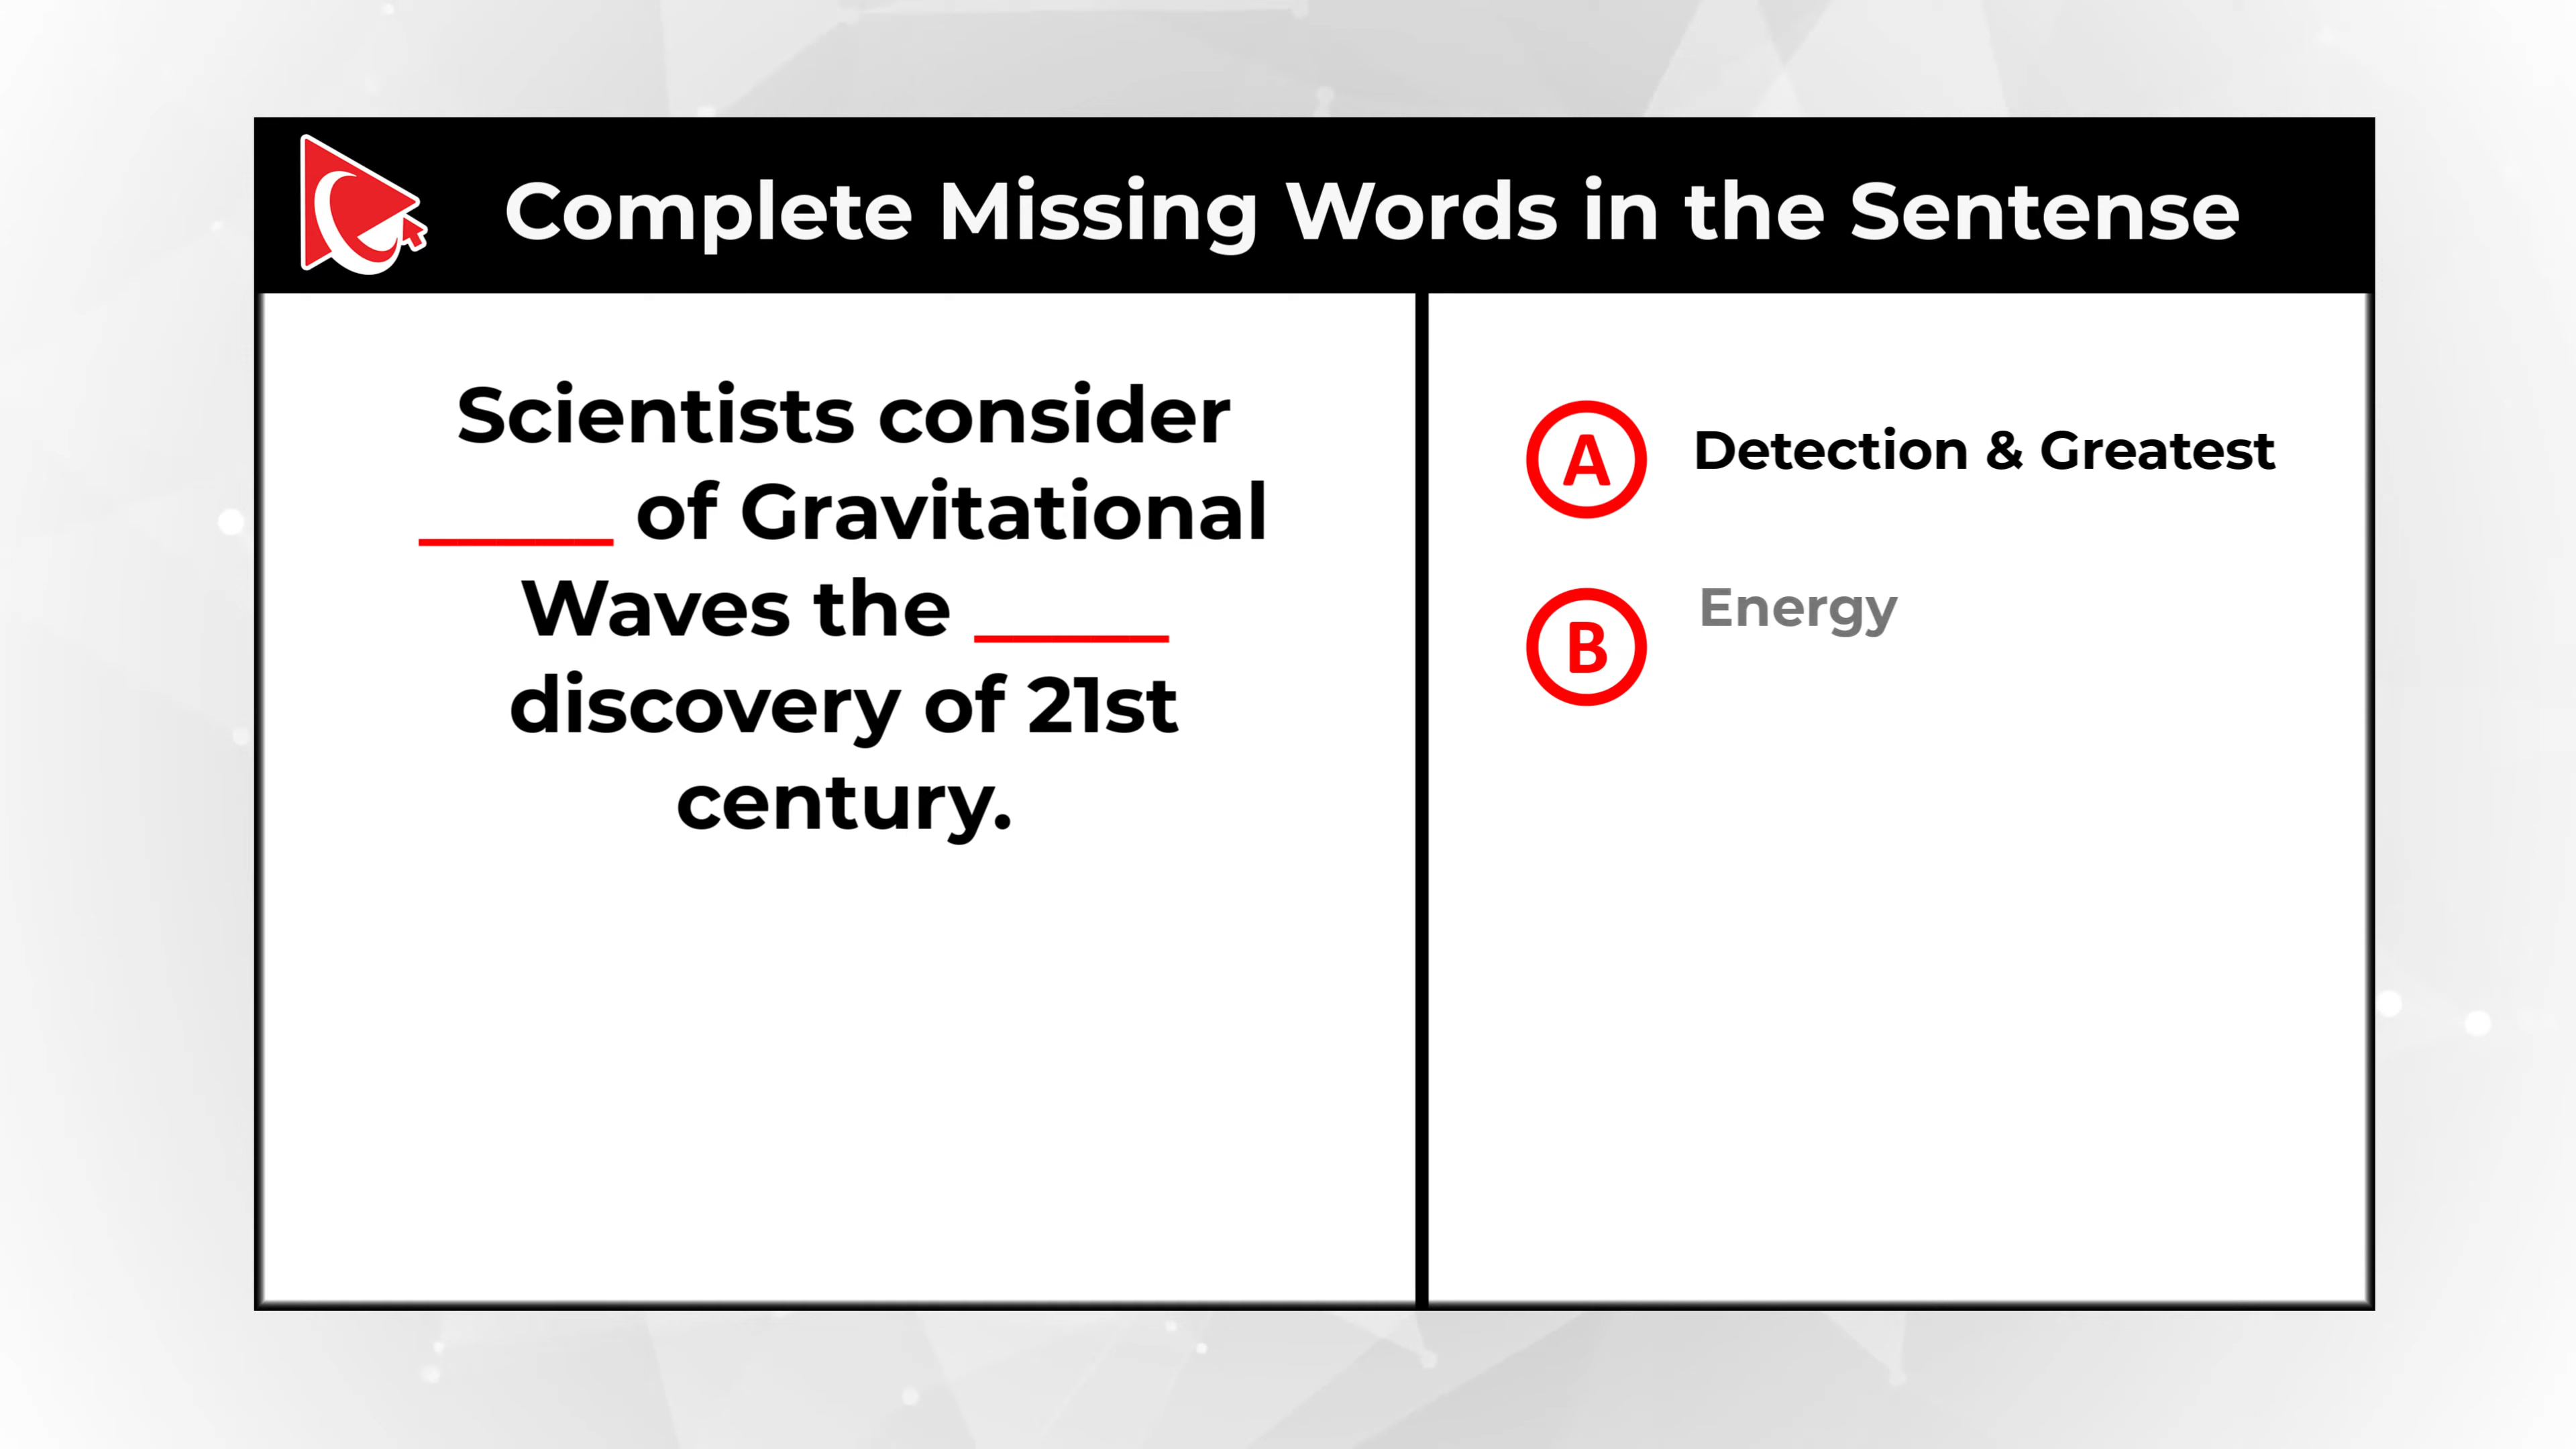 Complete Missing Words in the Sentense
Scientists consider
_____ of Gravitational
Waves the _____
discovery of 21st
century.
A Detection & Greatest
B Energy